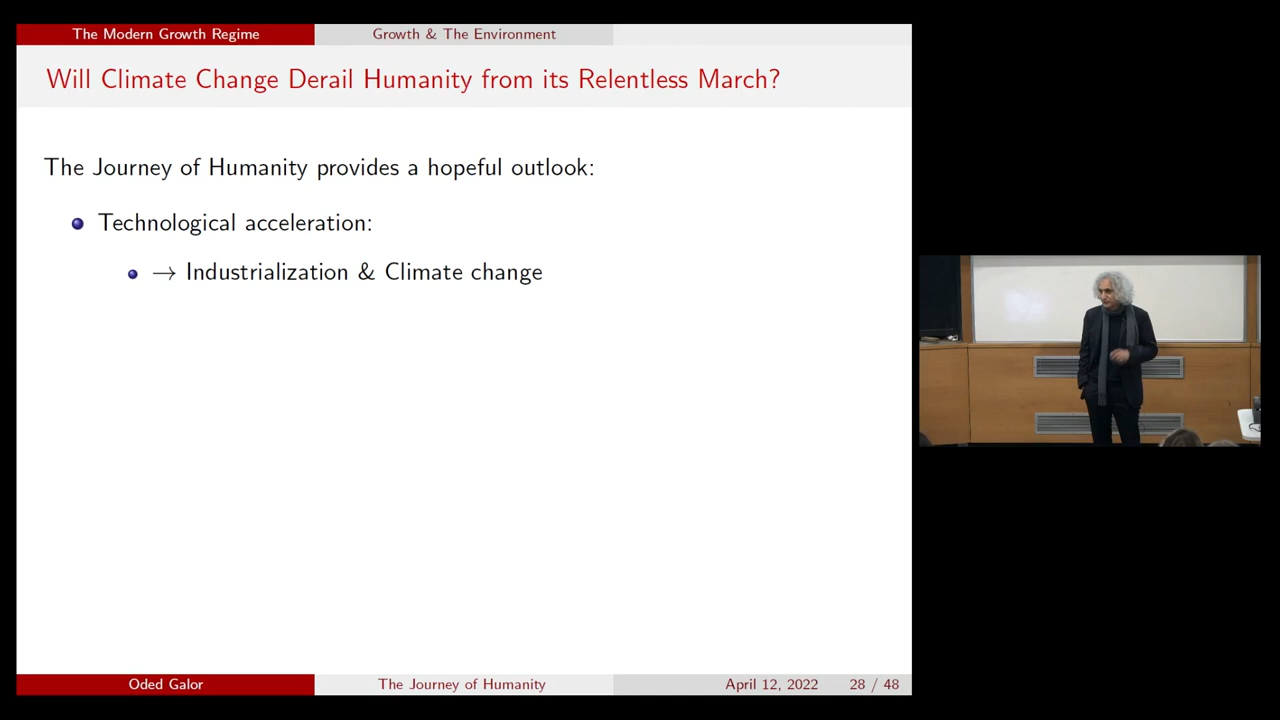 The Modern Growth Regime
Growth & The Environment
Will Climate Change Derail Humanity from its Relentless March?
The Journey of Humanity provides a hopeful outlook:
Technological acceleration:
→ Industrialization & Climate change
Oded Galor
The Journey of Humanity
April 12, 2022
28 / 48